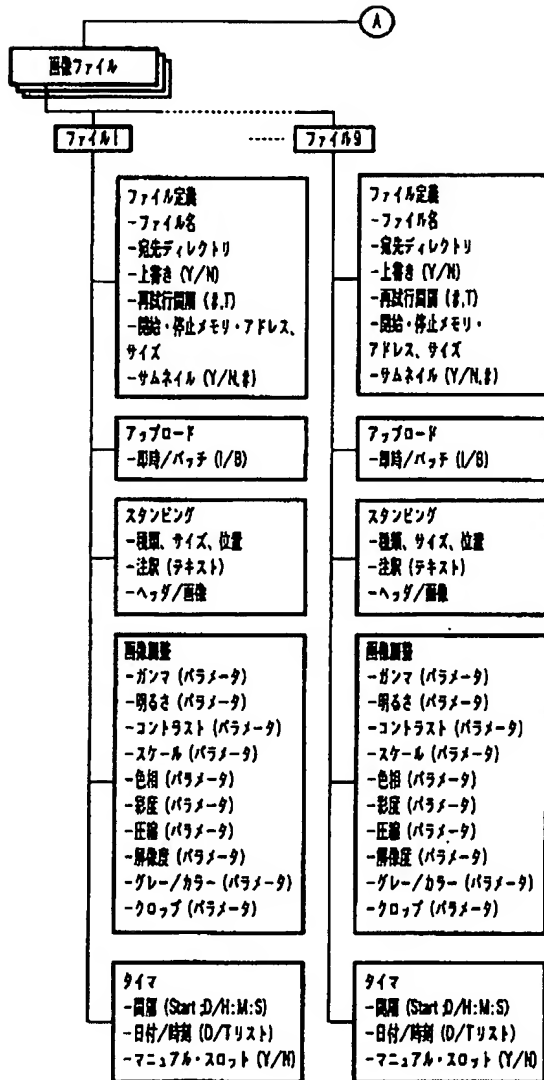 A
画像ファイル
ファイル1
ファイル9
ファイル定義
-ファイル名
-宛先ディレクトリ
-上書き (Y/N)
-再試行間隔 (#,T)
-開始・停止メモリ・アドレス、
サイズ
-サムネイル (Y/N,#)
アップロード
-即時/バッチ (I/B)
スタンピング
-種類、サイズ、位置
-注釈 (テキスト)
-ヘッダ/画像
画像調整
-ガンマ (パラメータ)
-明るさ (パラメータ)
-コントラスト (パラメータ)
-スケール (パラメータ)
-色相 (パラメータ)
-彩度 (パラメータ)
-圧縮 (パラメータ)
-解像度 (パラメータ)
-グレー/カラー (パラメータ)
-クロップ (パラメータ)
タイマ
-間隔 (Start;D/H:M:S)
-日付/時刻 (D/Tリスト)
-マニュアル・スロット (Y/N)
ファイル定義
-ファイル名
-宛先ディレクトリ
-上書き (Y/N)
-再試行間隔 (#,T)
-開始・停止メモリ・
アドレス、サイズ
-サムネイル (Y/N,#)
アップロード
-即時/バッチ (I/B)
スタンピング
-種類、サイズ、位置
-注釈 (テキスト)
-ヘッダ/画像
画像調整
-ガンマ (パラメータ)
-明るさ (パラメータ)
-コントラスト (パラメータ)
-スケール (パラメータ)
-色相 (パラメータ)
-彩度 (パラメータ)
-圧縮 (パラメータ)
-解像度 (パラメータ)
-グレー/カラー (パラメータ)
-クロップ (パラメータ)
タイマ
-間隔 (Start;D/H:M:S)
-日付/時刻 (D/Tリスト)
-マニュアル・スロット (Y/N)